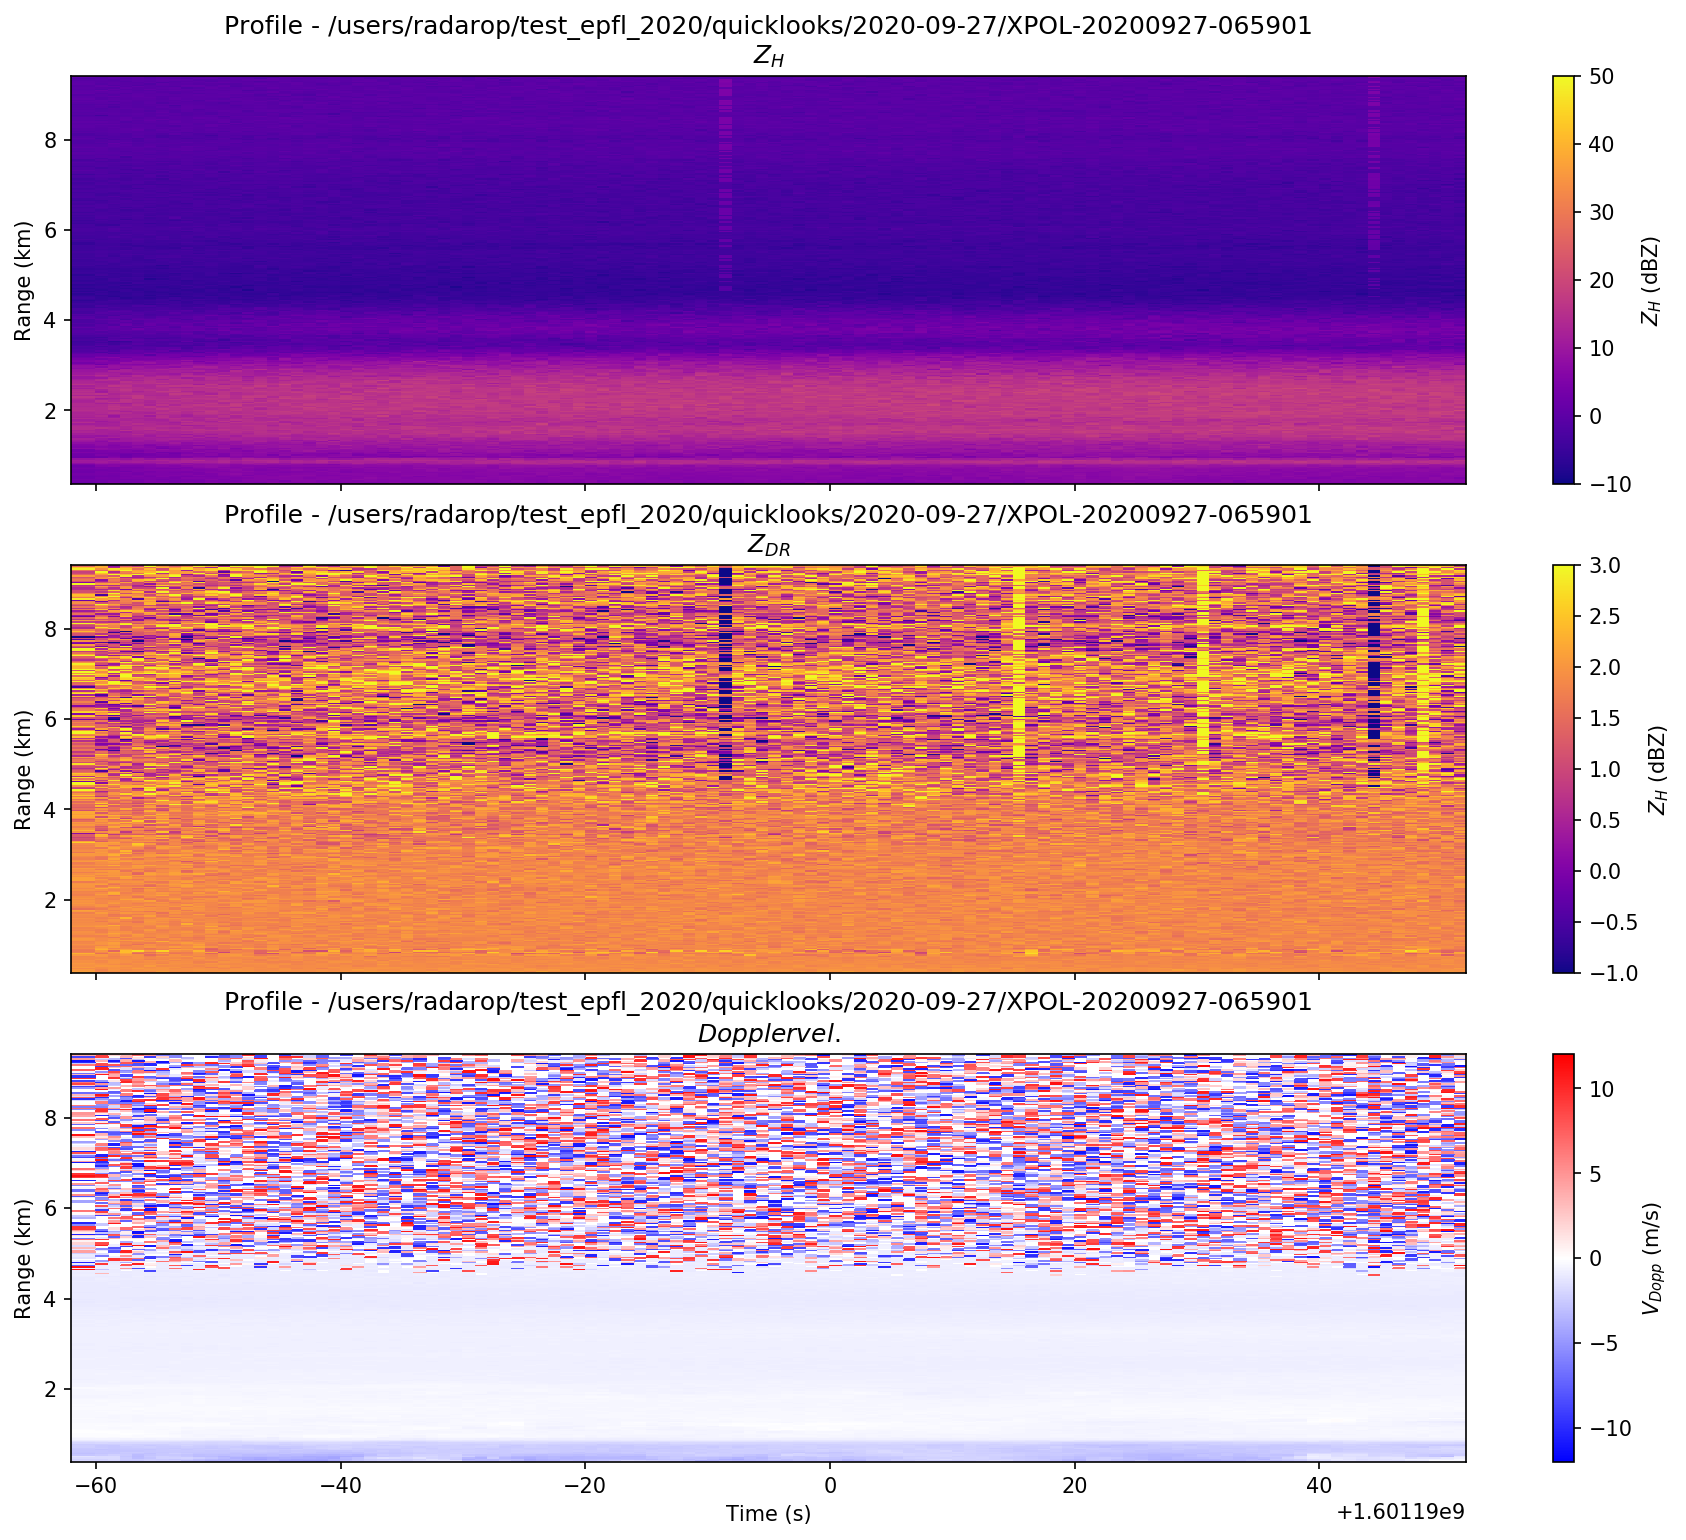 Profile - /users/radarop/test_epfl_2020/quicklooks/2020-09-27/XPOL-20200927-065901
Z_H
Range (km)
8
6
4
2
50
40
30
20
10
0
−10
Z_H (dBZ)
Profile - /users/radarop/test_epfl_2020/quicklooks/2020-09-27/XPOL-20200927-065901
Z_DR
Range (km)
8
6
4
2
3.0
2.5
2.0
1.5
1.0
0.5
0.0
−0.5
−1.0
Z_H (dBZ)
Profile - /users/radarop/test_epfl_2020/quicklooks/2020-09-27/XPOL-20200927-065901
Dopplervel.
Range (km)
8
6
4
2
−60 −40 −20 0 20 40
Time (s)
+1.60119e9
10
5
0
−5
−10
V_Dopp (m/s)